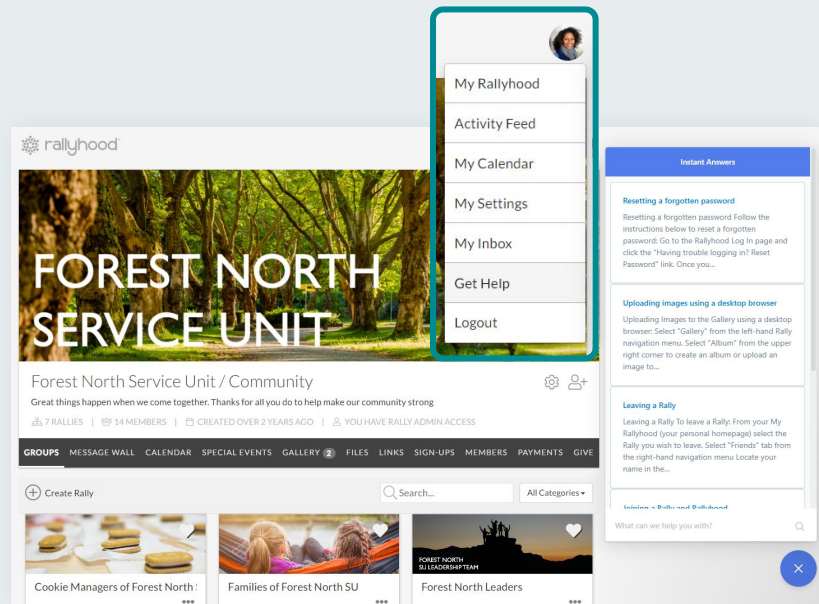 My Rallyhood
Activity Feed
My Calendar
My Settings
My Inbox
Get Help
Logout
rallyhood
FOREST NORTH
SERVICE UNIT
Forest North Service Unit / Community
Great things happen when we come together. Thanks for all you do to help make our community strong
7 RALLIES | 14 MEMBERS | CREATED OVER 2 YEARS AGO | YOU HAVE RALLY ADMIN ACCESS
GROUPS MESSAGE WALL CALENDAR SPECIAL EVENTS GALLERY 2 FILES LINKS SIGN-UPS MEMBERS PAYMENTS GIVE
Create Rally Search... All Categories
FOREST NORTH
SU LEADERSHIP TEAM
Cookie Managers of Forest North Families of Forest North SU Forest North Leaders
Instant Answers
Resetting a forgotten password
Resetting a forgotten password Follow the
instructions below to reset a forgotten
password: Go to the Rallyhood Log In page and
click the "Having trouble logging in? Reset
Password" link. Once you...
Uploading images using a desktop browser
Uploading Images to the Gallery using a desktop
browser: Select "Gallery" from the left-hand Rally
navigation menu. Select "Album" from the upper
right corner to create an album or upload an
image to...
Leaving a Rally
Leaving a Rally To leave a Rally: From your My
Rallyhood (your personal homepage) select the
Rally you wish to leave. Select "Friends" tab from
the right-hand navigation menu Locate your
name in the...
Joining a Rally and Rallyhood
What can we help you with?